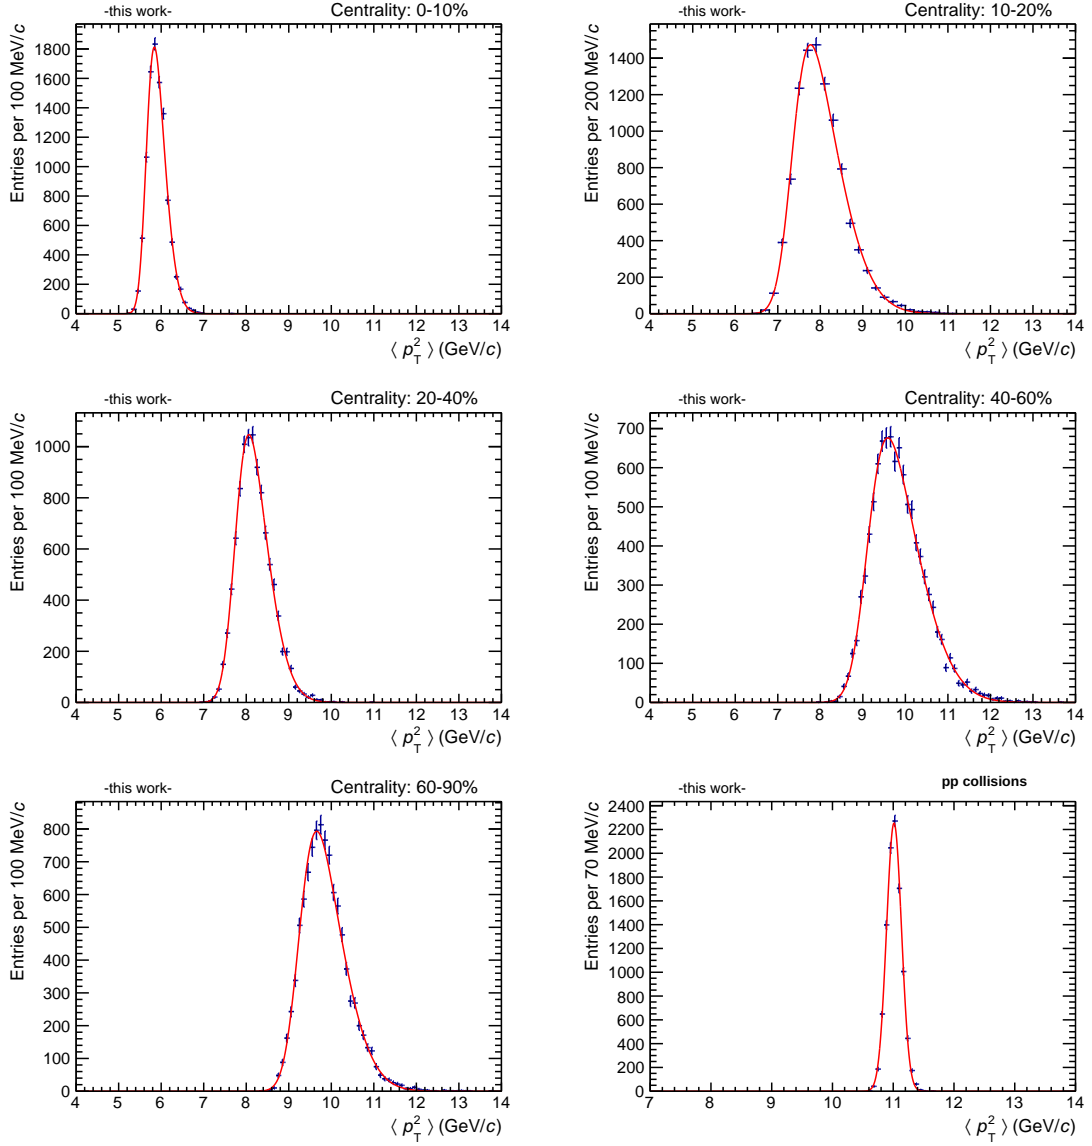 -this work- Centrality: 0-10%
Entries per 100 MeV/c
1800
1600
1400
1200
1000
800
600
400
200
0
4 5 6 7 8 9 10 11 12 13 14
⟨ p_T^2 ⟩ (GeV/c)
-this work- Centrality: 10-20%
Entries per 200 MeV/c
1400
1200
1000
800
600
400
200
0
4 5 6 7 8 9 10 11 12 13 14
⟨ p_T^2 ⟩ (GeV/c)
-this work- Centrality: 20-40%
Entries per 100 MeV/c
1000
800
600
400
200
0
4 5 6 7 8 9 10 11 12 13 14
⟨ p_T^2 ⟩ (GeV/c)
-this work- Centrality: 40-60%
Entries per 100 MeV/c
700
600
500
400
300
200
100
0
4 5 6 7 8 9 10 11 12 13 14
⟨ p_T^2 ⟩ (GeV/c)
-this work- Centrality: 60-90%
Entries per 100 MeV/c
800
700
600
500
400
300
200
100
0
4 5 6 7 8 9 10 11 12 13 14
⟨ p_T^2 ⟩ (GeV/c)
-this work- pp collisions
Entries per 70 MeV/c
2400
2200
2000
1800
1600
1400
1200
1000
800
600
400
200
0
7 8 9 10 11 12 13 14
⟨ p_T^2 ⟩ (GeV/c)